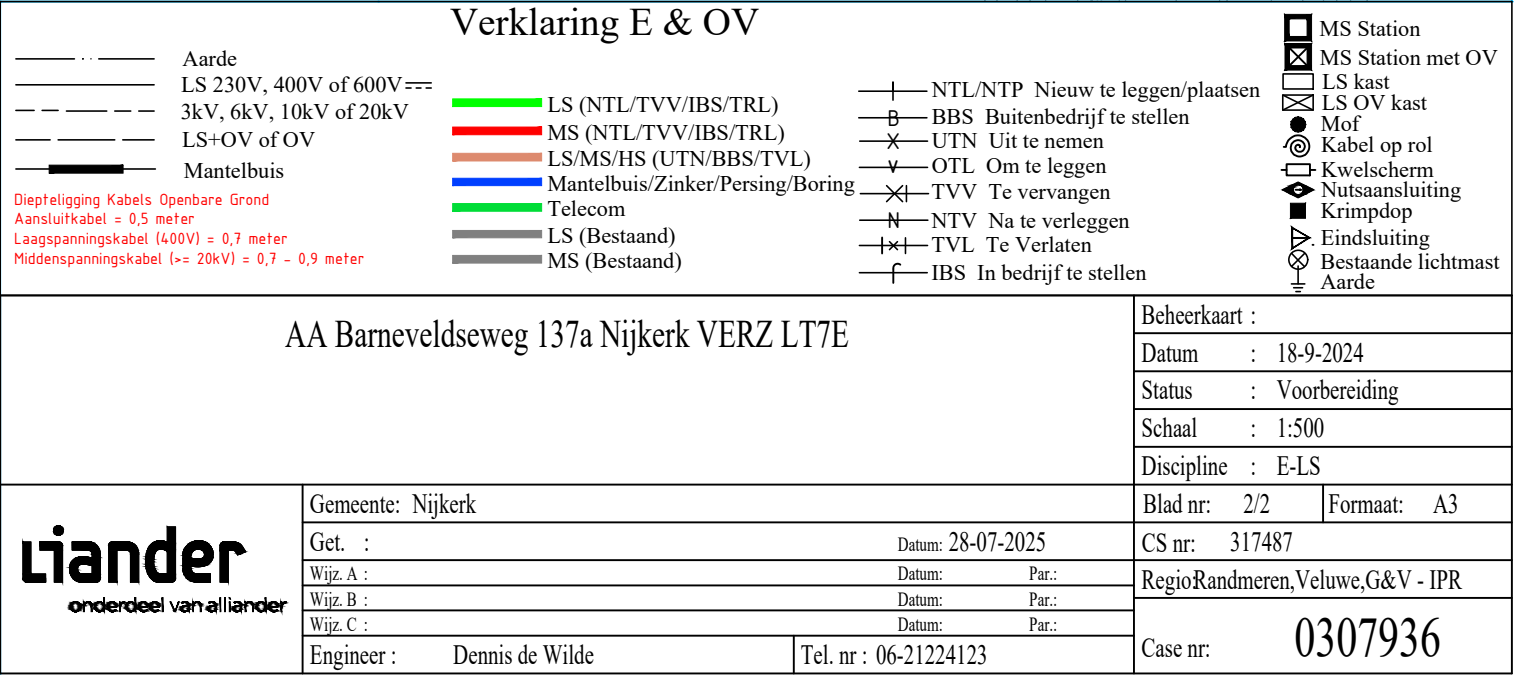 Verklaring E & OV
Aarde
LS 230V, 400V of 600V
3kV, 6kV, 10kV of 20kV
LS+OV of OV
Mantelbuis
Diepteligging Kabels Openbare Grond
Aansluitkabel = 0,5 meter
Laagspanningskabel (400V) = 0,7 meter
Middenspanningskabel (>= 20kV) = 0,7 - 0,9 meter
LS (NTL/TVV/IBS/TRL)
MS (NTL/TVV/IBS/TRL)
LS/MS/HS (UTN/BBS/TVL)
Mantelbuis/Zinker/Persing/Boring
Telecom
LS (Bestaand)
MS (Bestaand)
NTL/NTP Nieuw te leggen/plaatsen
B BBS Buitenbedrijf te stellen
X UTN Uit te nemen
v OTL Om te leggen
TVV Te vervangen
N NTV Na te verleggen
x TVL Te Verlaten
IBS In bedrijf te stellen
MS Station
MS Station met OV
LS kast
LS OV kast
Mof
Kabel op rol
Kwelscherm
Nutsaansluiting
Krimpdop
Eindsluiting
Bestaande lichtmast
Aarde
AA Barneveldseweg 137a Nijkerk VERZ LT7E
Beheerkaart :
Datum : 18-9-2024
Status : Voorbereiding
Schaal : 1:500
Discipline : E-LS
Blad nr: 2/2 Formaat: A3
CS nr: 317487
Regio:Randmeren,Veluwe,G&V - IPR
Case nr: 0307936
Liander
onderdeel van alliander
Gemeente: Nijkerk
Get. : Datum: 28-07-2025
Wijz. A : Datum: Par.:
Wijz. B : Datum: Par.:
Wijz. C : Datum: Par.:
Engineer : Dennis de Wilde Tel. nr : 06-21224123